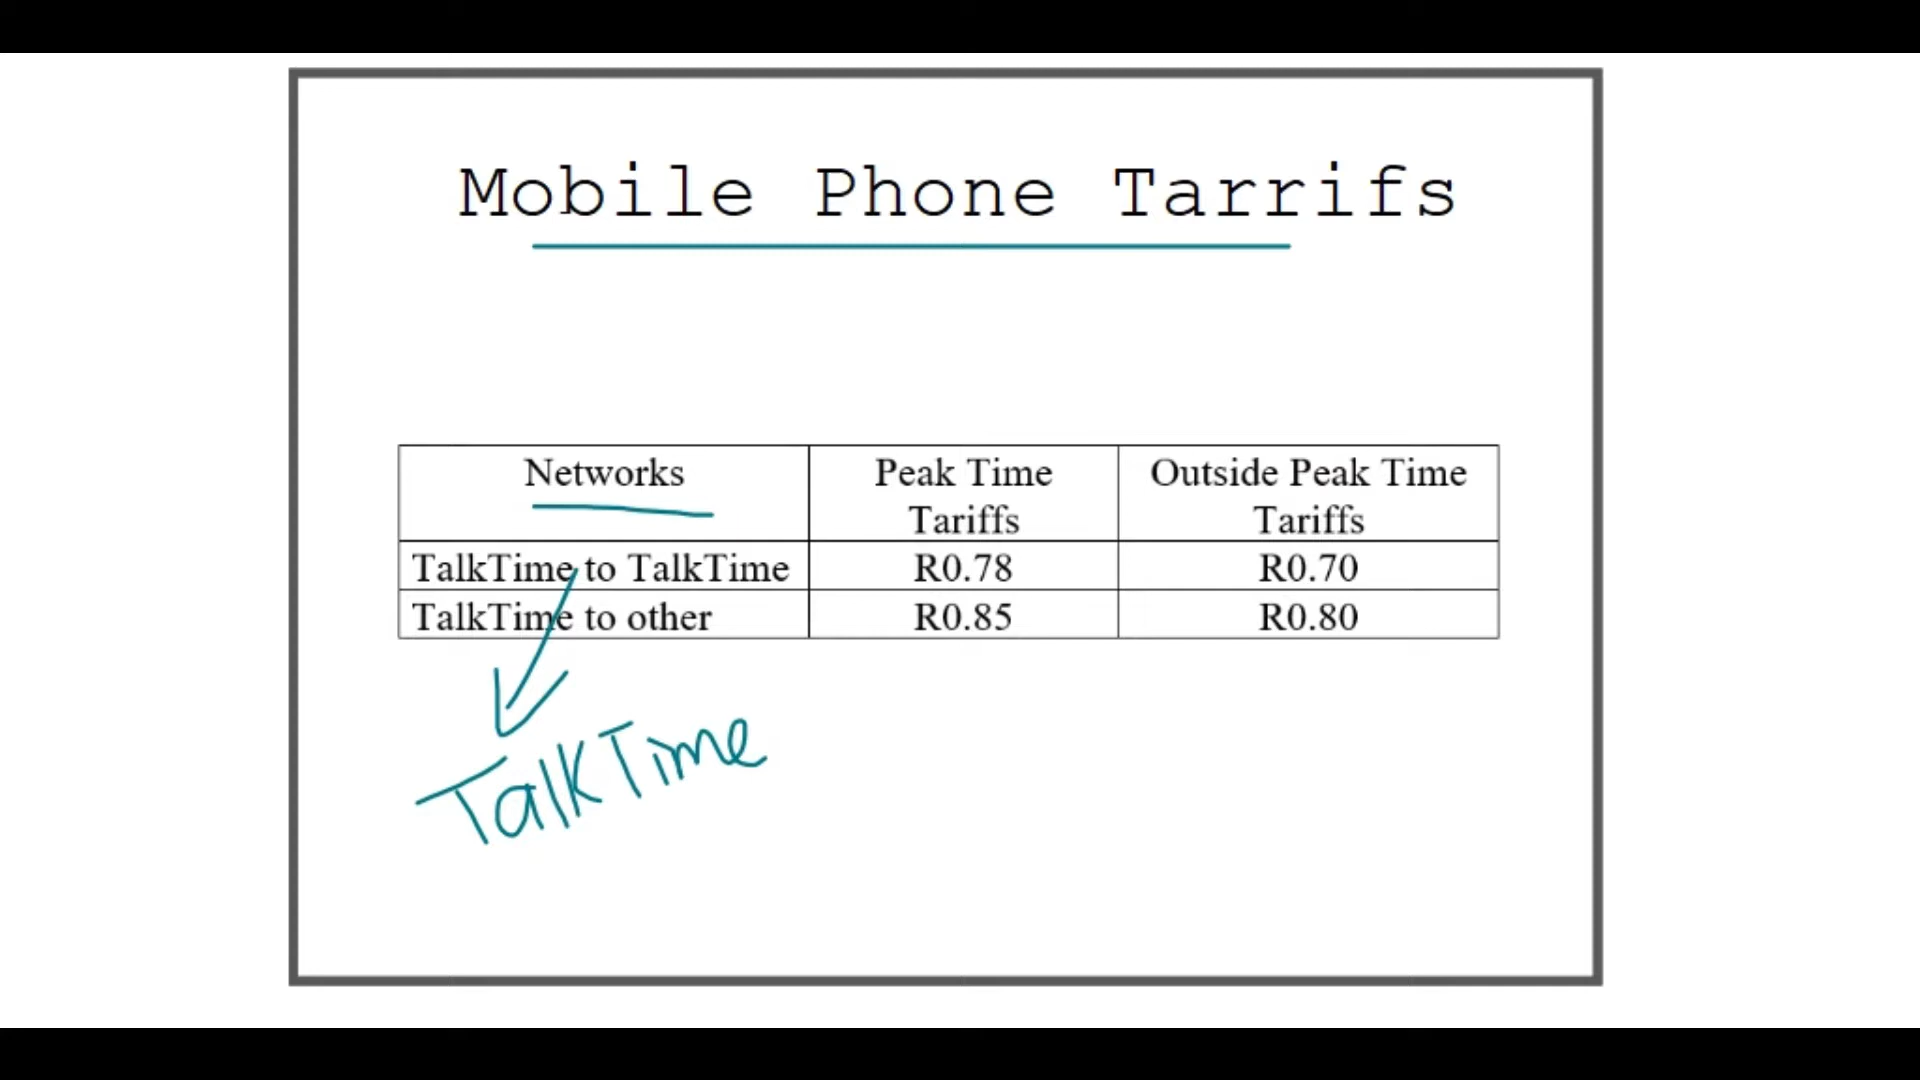 Mobile Phone Tarrifs
Networks
Peak Time Tariffs
Outside Peak Time Tariffs
TalkTime to TalkTime R0.78 R0.70
TalkTime to other R0.85 R0.80
TalkTime